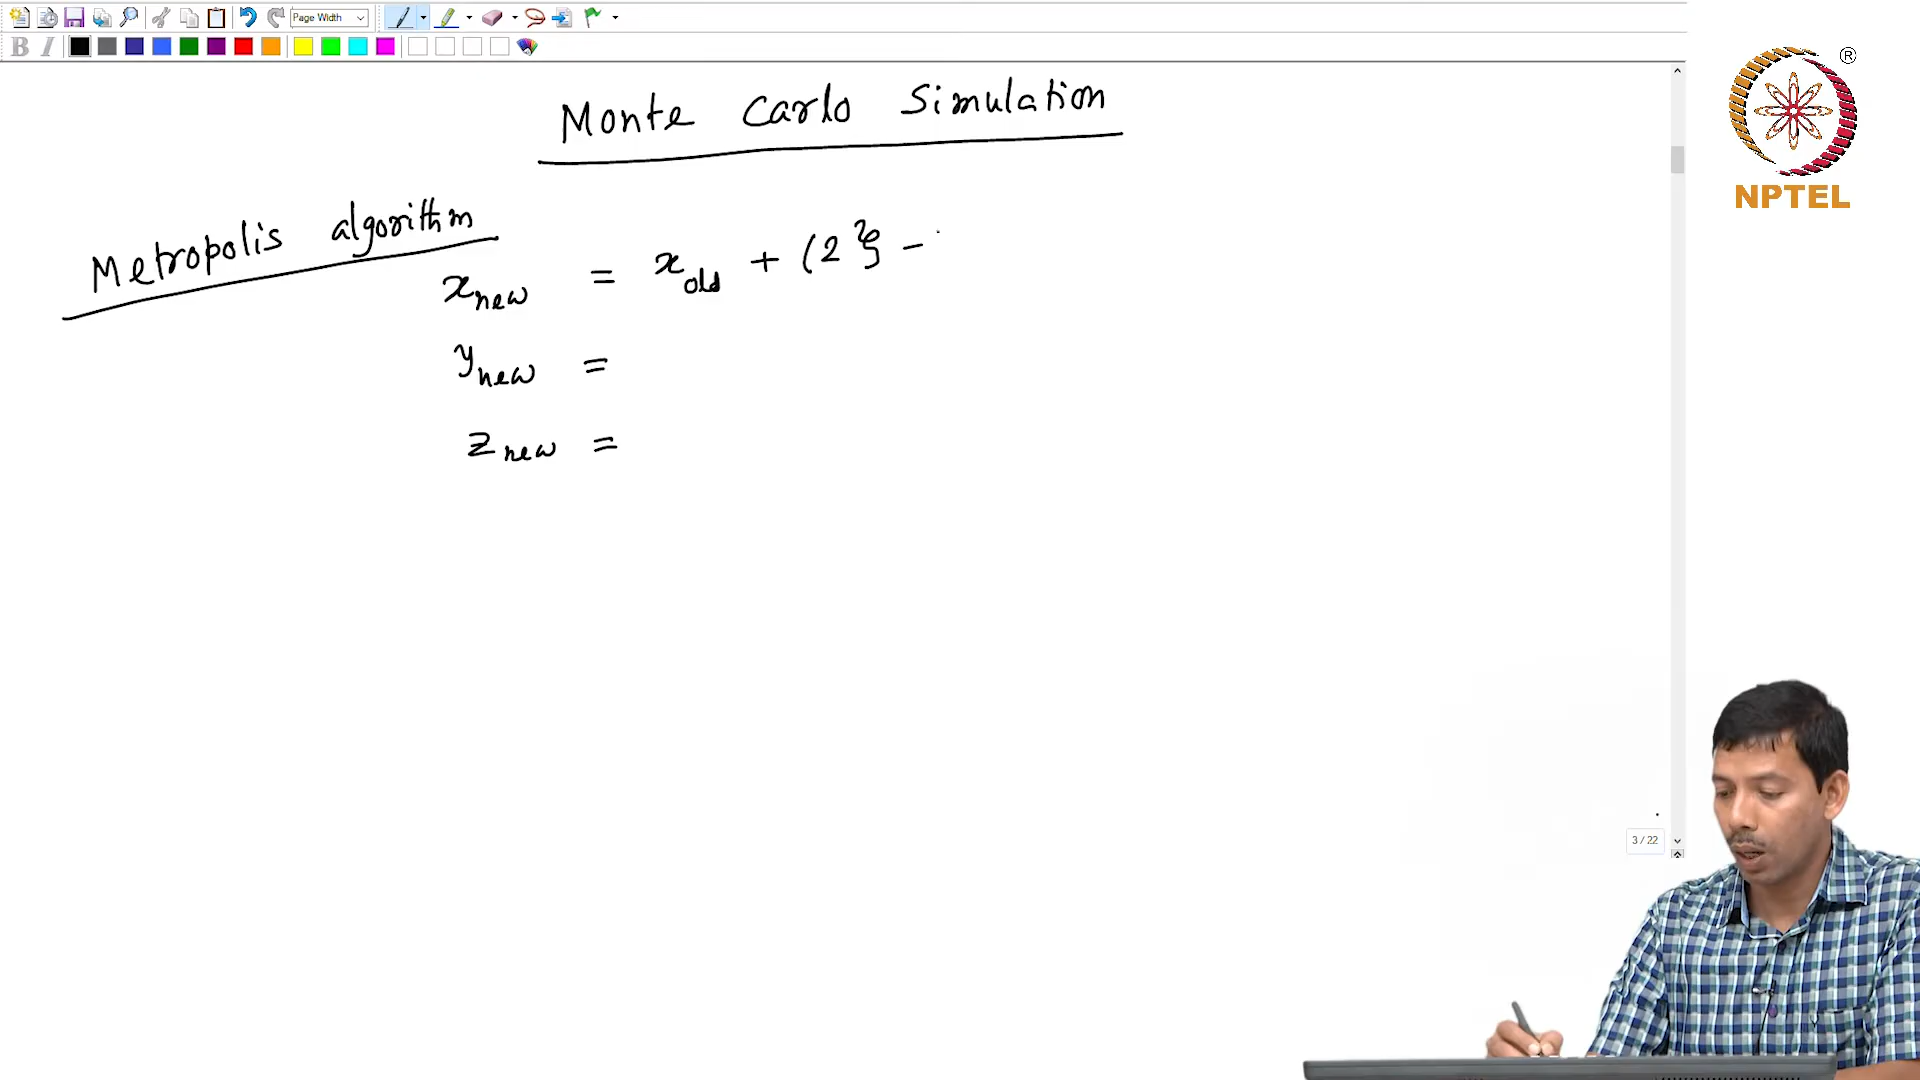 Page Width
B I
Monte Carlo Simulation
Metropolis algorithm
x_new = x_old + (2ξ -
y_new =
z_new =
3 / 22
®
NPTEL